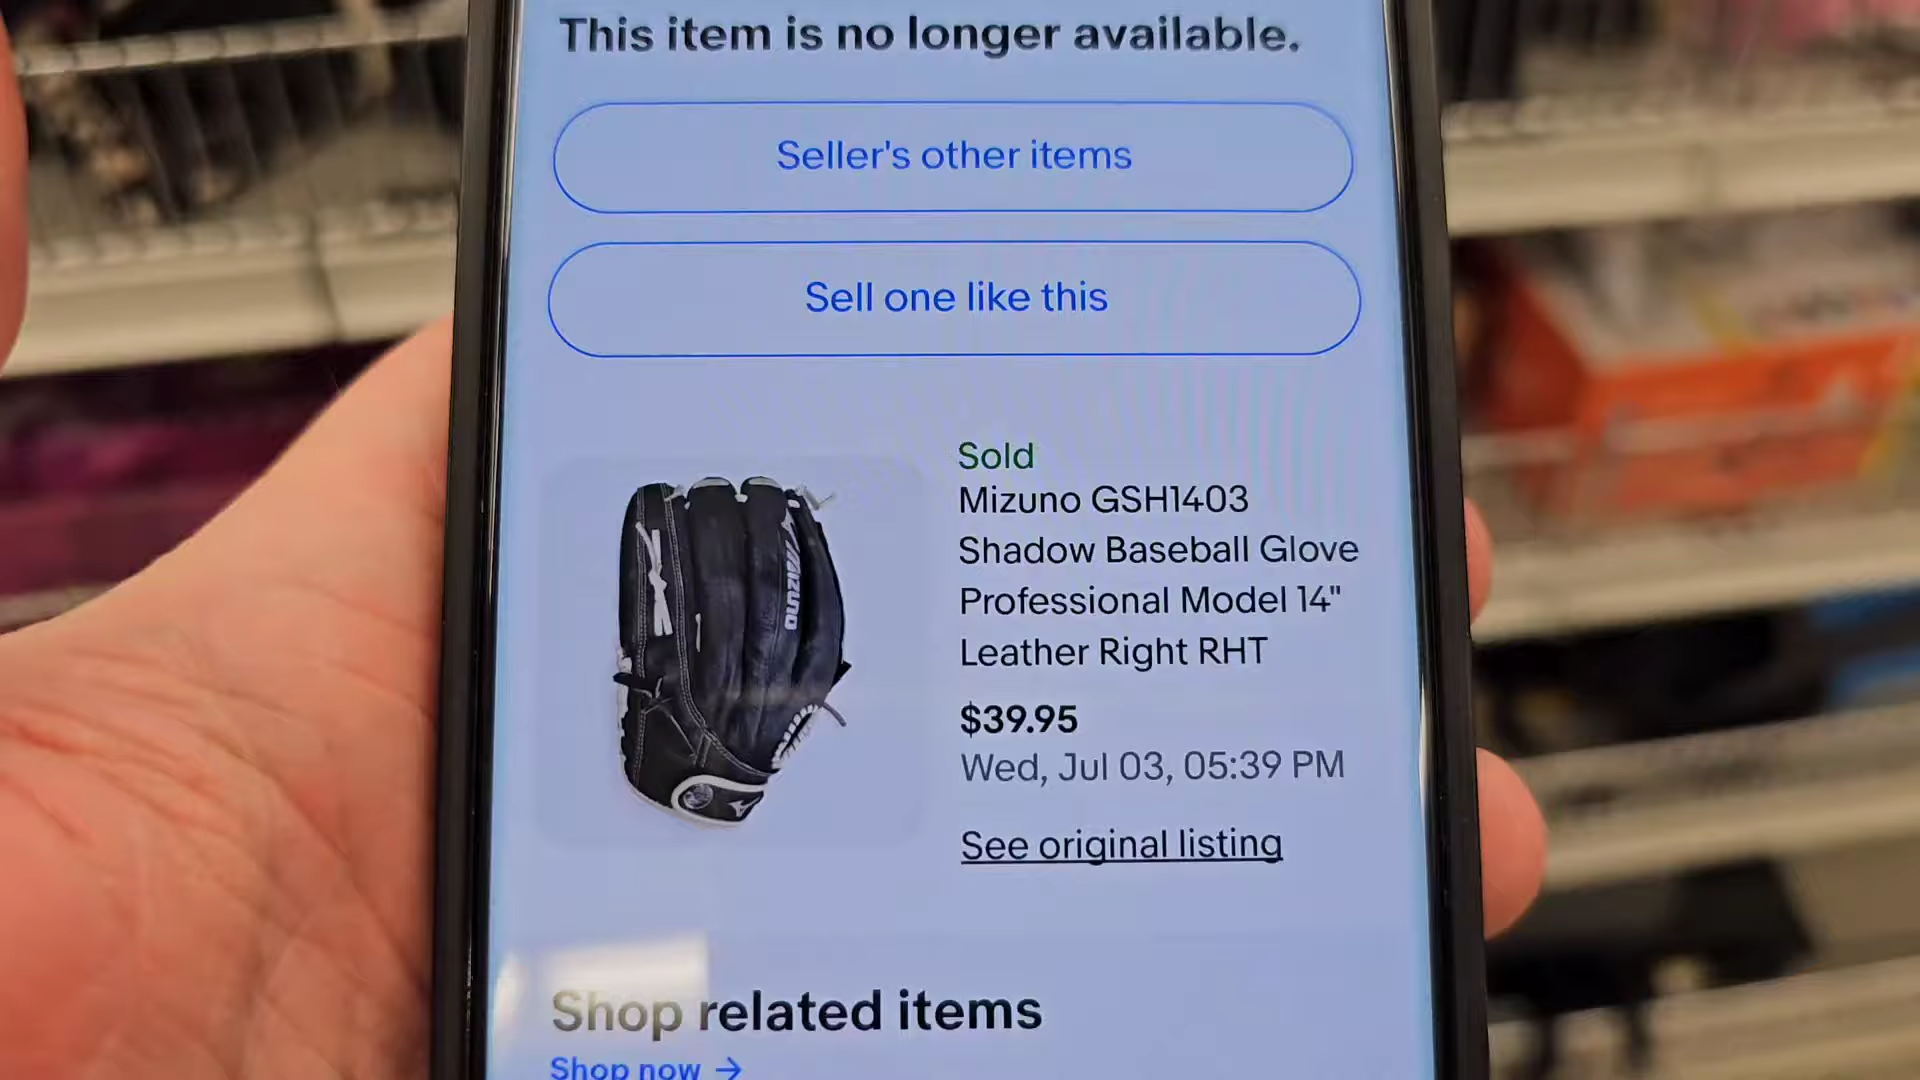 This item is no longer available.
Seller's other items
Sell one like this
Sold
Mizuno GSH1403
Shadow Baseball Glove
Professional Model 14"
Leather Right RHT
$39.95
Wed, Jul 03, 05:39 PM
See original listing
MIZUNO
Shop related items
Shop now →